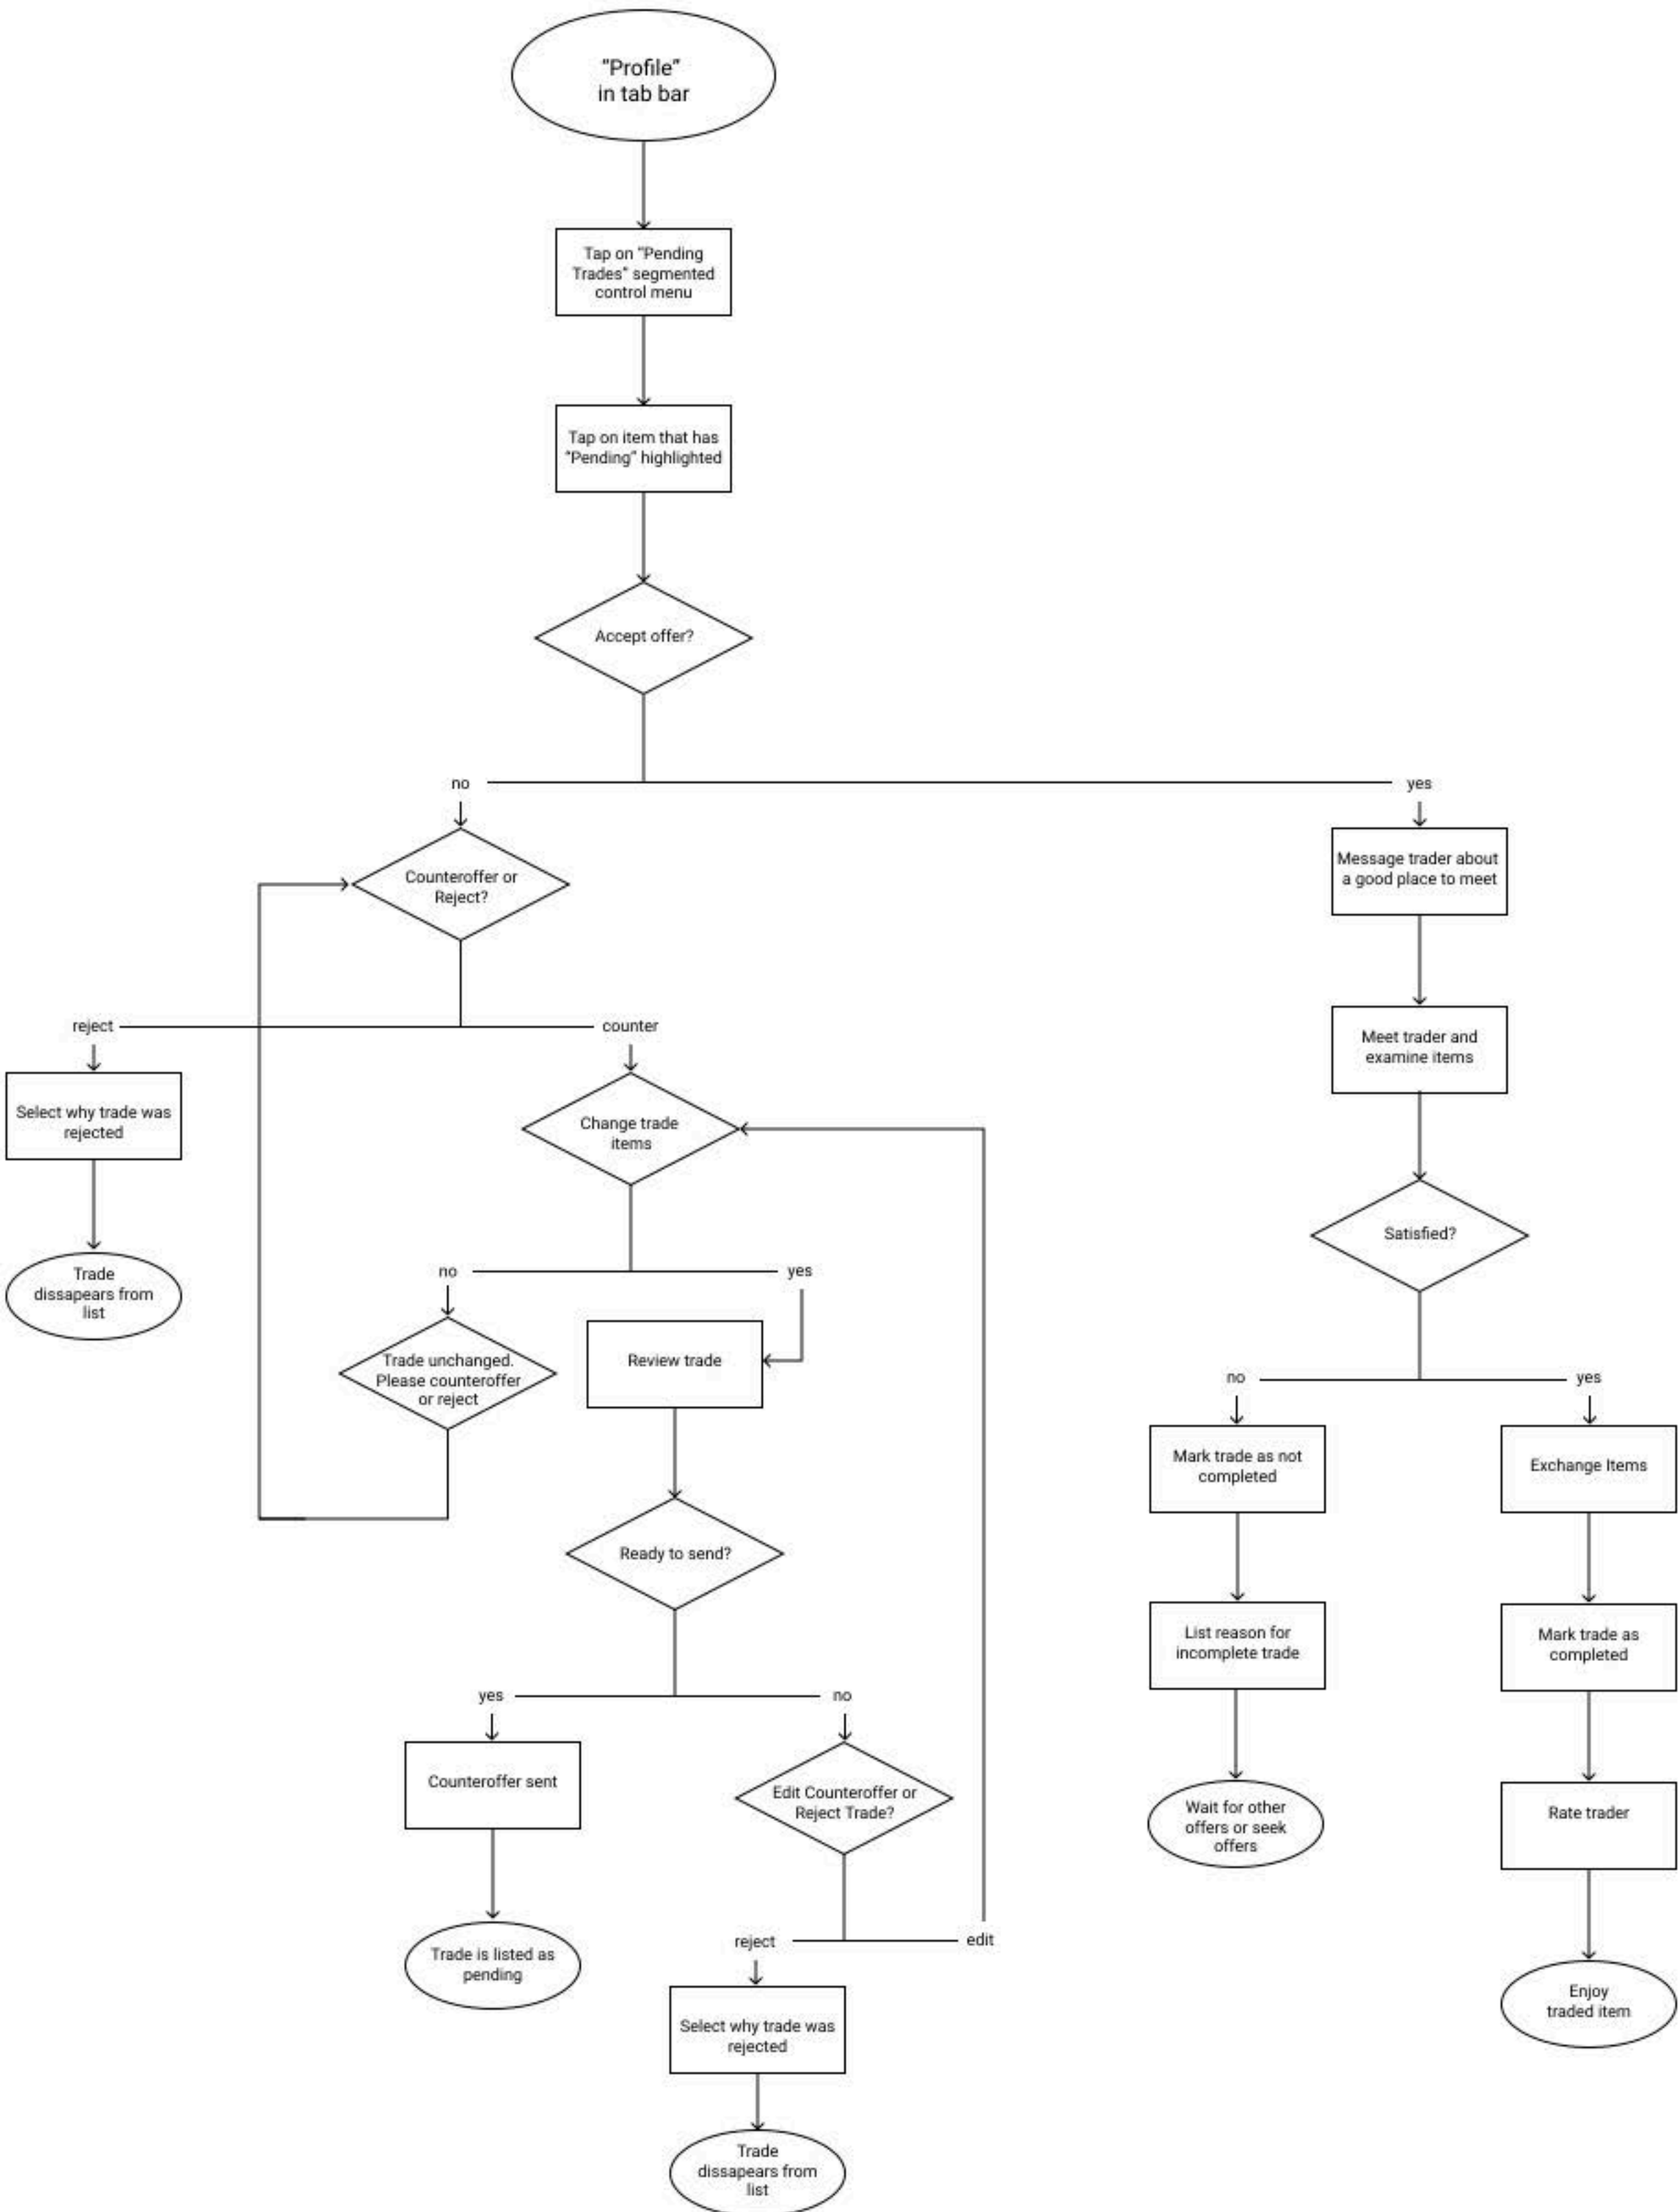 “Profile”
in tab bar
Tap on “Pending
Trades” segmented
control menu
Tap on item that has
“Pending” highlighted
Accept offer?
no
yes
Counteroffer or
Reject?
Message trader about
a good place to meet
reject
counter
Meet trader and
examine items
Select why trade was
rejected
Change trade
items
Trade
dissapears from
list
Satisfied?
no
yes
Trade unchanged.
Please counteroffer
or reject
Review trade
no
yes
Mark trade as not
completed
Exchange Items
Ready to send?
List reason for
incomplete trade
Mark trade as
completed
yes
no
Counteroffer sent
Edit Counteroffer or
Reject Trade?
Wait for other
offers or seek
offers
Rate trader
Trade is listed as
pending
reject
edit
Enjoy
traded item
Select why trade was
rejected
Trade
dissapears from
list